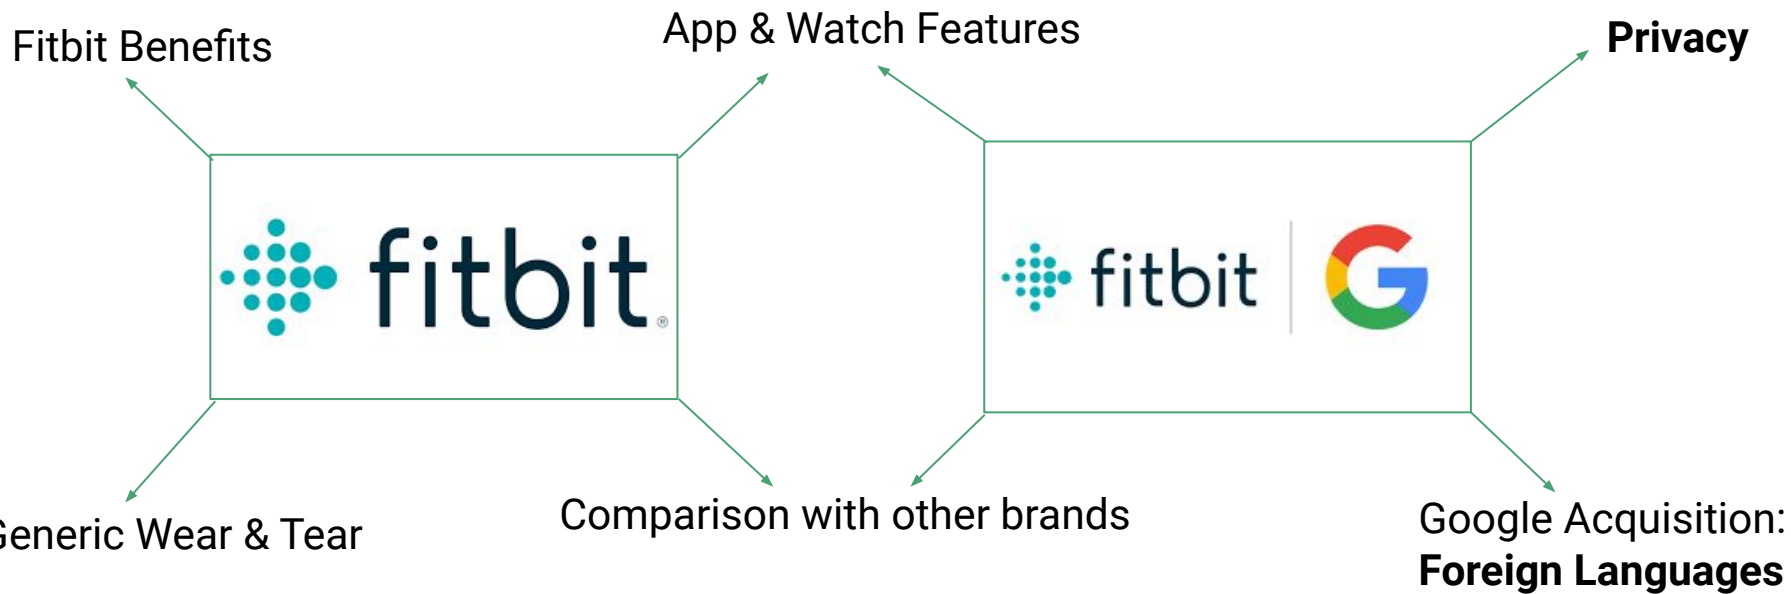 Fitbit Benefits
App & Watch Features
Privacy
fitbit®
fitbit
Generic Wear & Tear
Comparison with other brands
Google Acquisition:
Foreign Languages